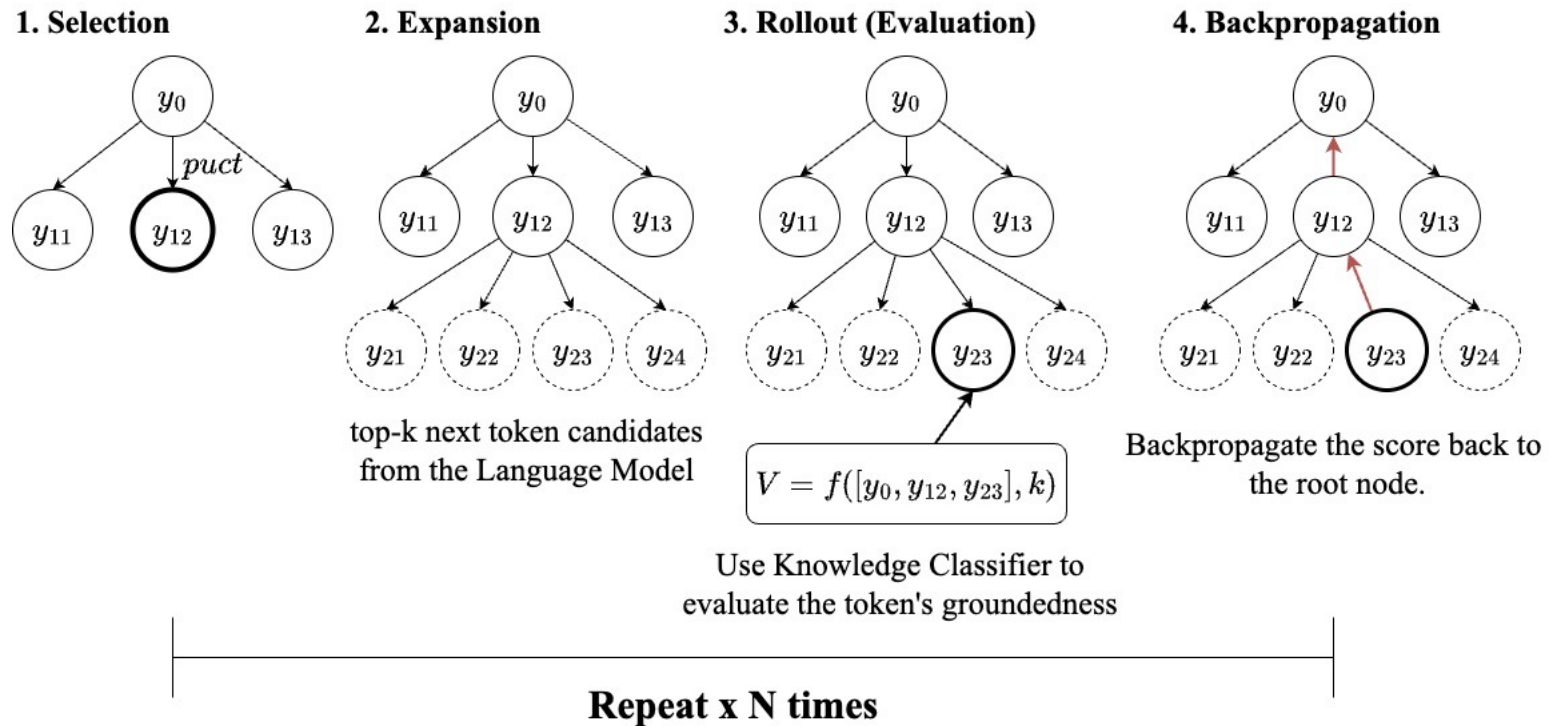 1. Selection
y₀
puct
y₁₁ y₁₂ y₁₃
2. Expansion
y₀
y₁₁ y₁₂ y₁₃
y₂₁ y₂₂ y₂₃ y₂₄
top-k next token candidates
from the Language Model
3. Rollout (Evaluation)
y₀
y₁₁ y₁₂ y₁₃
y₂₁ y₂₂ y₂₃ y₂₄
V = f([y₀, y₁₂, y₂₃], k)
Use Knowledge Classifier to
evaluate the token's groundedness
4. Backpropagation
y₀
y₁₁ y₁₂ y₁₃
y₂₁ y₂₂ y₂₃ y₂₄
Backpropagate the score back to
the root node.
Repeat x N times